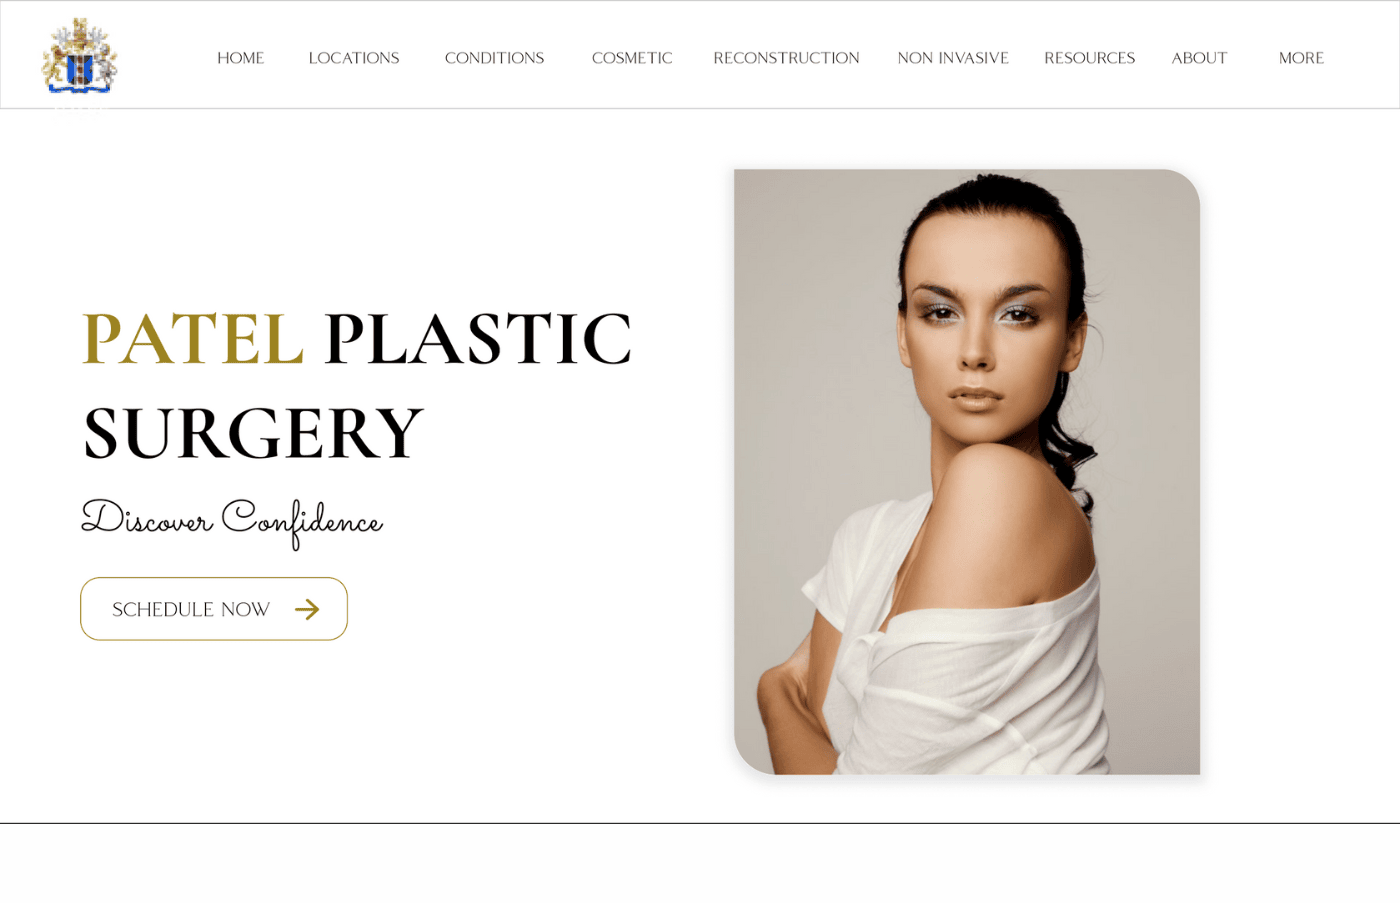 HOME LOCATIONS CONDITIONS COSMETIC RECONSTRUCTION NON INVASIVE RESOURCES ABOUT MORE
PATEL PLASTIC
SURGERY
Discover Confidence
SCHEDULE NOW